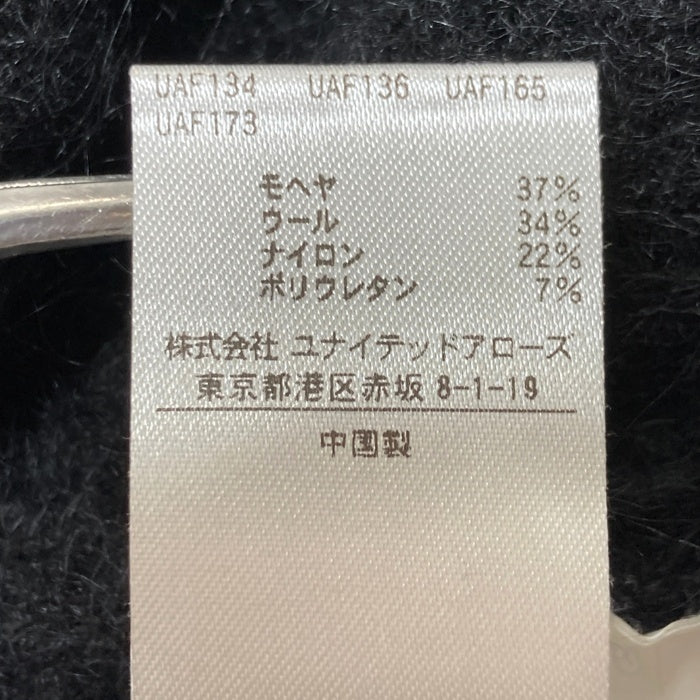 UAF134 UAF136 UAF165
UAF173
モヘヤ 37%
ウール 34%
ナイロン 22%
ポリウレタン 7%
株式会社 ユナイテッドアローズ
東京都港区赤坂 8-1-19
中国製